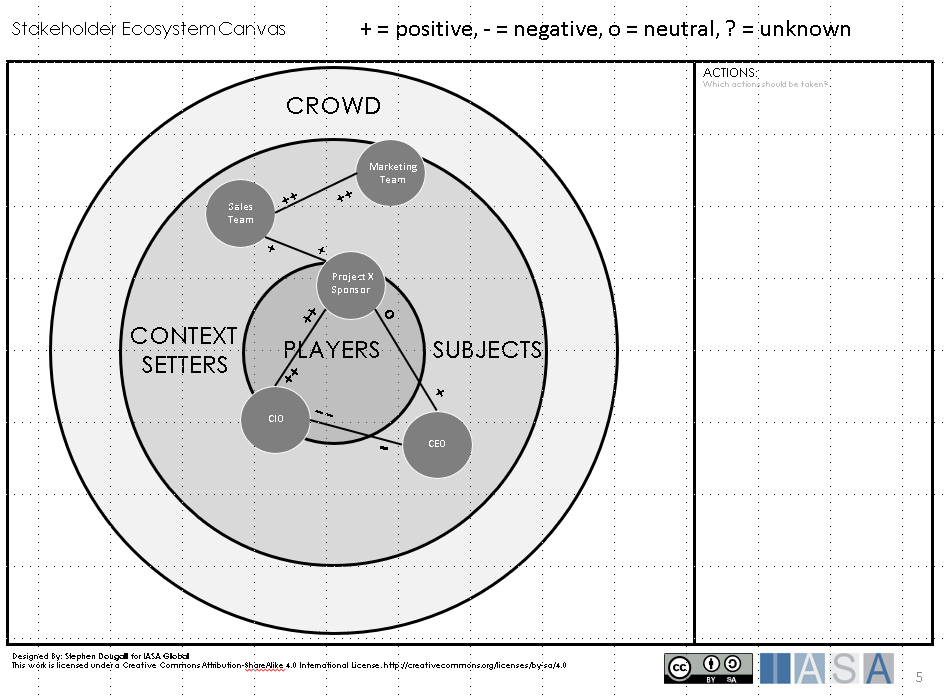 Stakeholder Ecosystem Canvas
+ = positive, - = negative, o = neutral, ? = unknown
ACTIONS:
Which actions should be taken?
CROWD
Marketing
Team
Sales
Team
++
++
+
+
Project X
Sponsor
++
o
CONTEXT
SETTERS
PLAYERS
SUBJECTS
++
+
CIO
--
-
CEO
Designed By: Stephen Dougall for IASA Global
This work is licensed under a Creative Commons Attribution-ShareAlike 4.0 International License. http://creativecommons.org/licenses/by-sa/4.0
cc BY SA
IASA
5